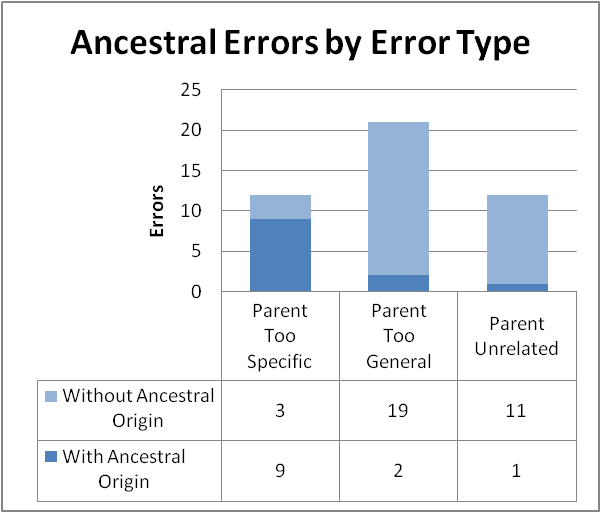 Ancestral Errors by Error Type
25
20
15
10
5
0
Errors
Parent
Too
Specific
Parent
Too
General
Parent
Unrelated
Without Ancestral
Origin
3
19
11
With Ancestral
Origin
9
2
1